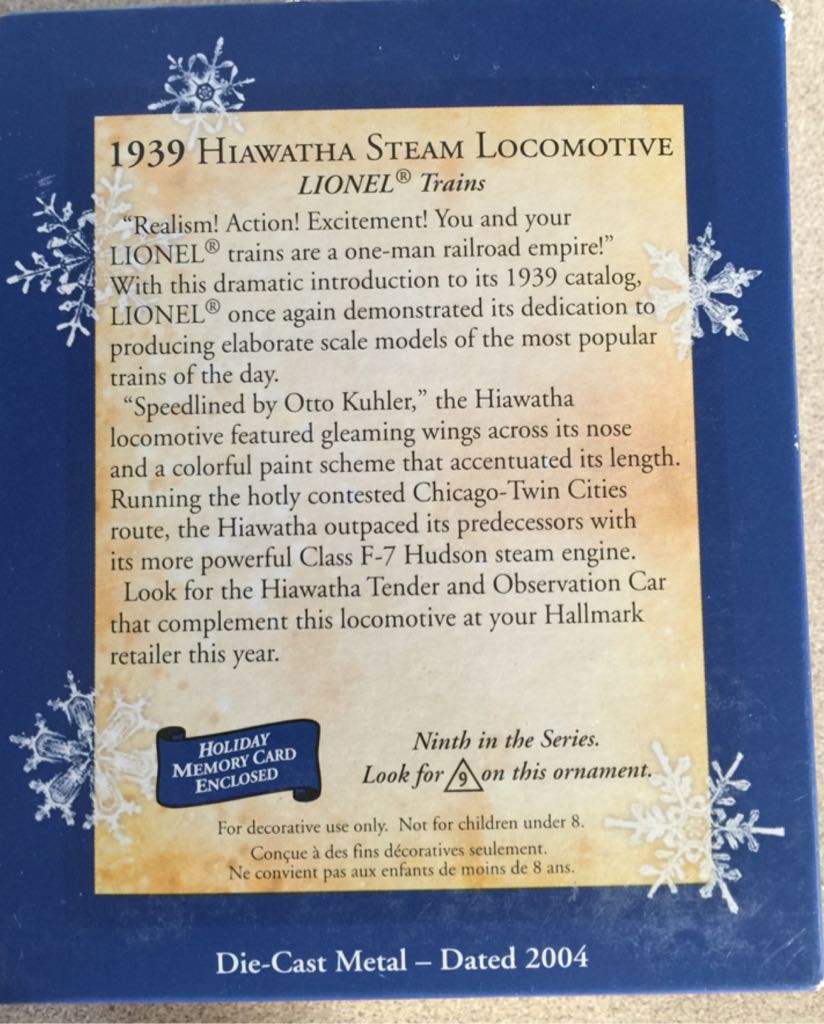 1939 HIAWATHA STEAM LOCOMOTIVE
LIONEL® Trains
“Realism! Action! Excitement! You and your
LIONEL® trains are a one-man railroad empire!”
With this dramatic introduction to its 1939 catalog,
LIONEL® once again demonstrated its dedication to
producing elaborate scale models of the most popular
trains of the day.
“Speedlined by Otto Kuhler,” the Hiawatha
locomotive featured gleaming wings across its nose
and a colorful paint scheme that accentuated its length.
Running the hotly contested Chicago-Twin Cities
route, the Hiawatha outpaced its predecessors with
its more powerful Class F-7 Hudson steam engine.
Look for the Hiawatha Tender and Observation Car
that complement this locomotive at your Hallmark
retailer this year.
HOLIDAY
MEMORY CARD
ENCLOSED
Ninth in the Series.
Look for 9 on this ornament.
For decorative use only. Not for children under 8.
Conçue à des fins décoratives seulement.
Ne convient pas aux enfants de moins de 8 ans.
Die-Cast Metal – Dated 2004